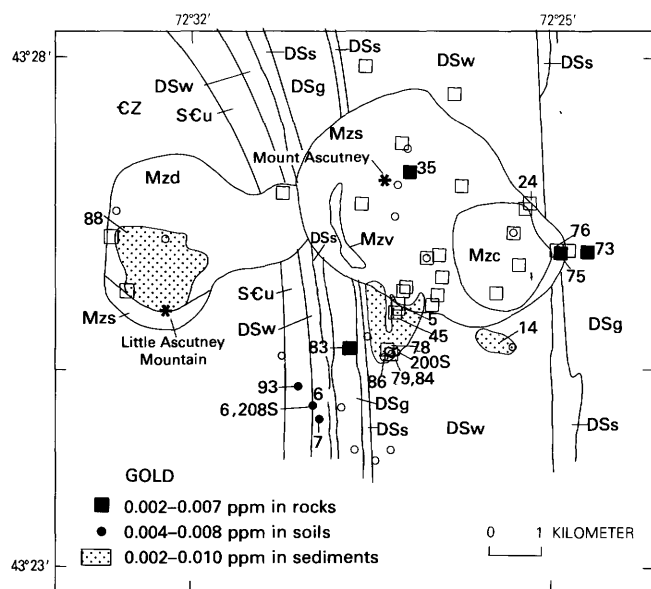 72°32' 72°25'
43°28'
DSs DSs DSw DSs
DSw DSg
ЄZ SЄu
Mzs
Mount Ascutney 35
24
Mzd
88
Mzv Mzc
76 73
75
DSs
SЄu
Mzs DSw
Little Ascutney
Mountain
5
45
14
DSg
83
78
200S
86 79,84
93
6
6,208S
7
DSg
DSs DSw DSs
GOLD
0.002–0.007 ppm in rocks
0.004–0.008 ppm in soils
0.002–0.010 ppm in sediments
0 1 KILOMETER
43°23'